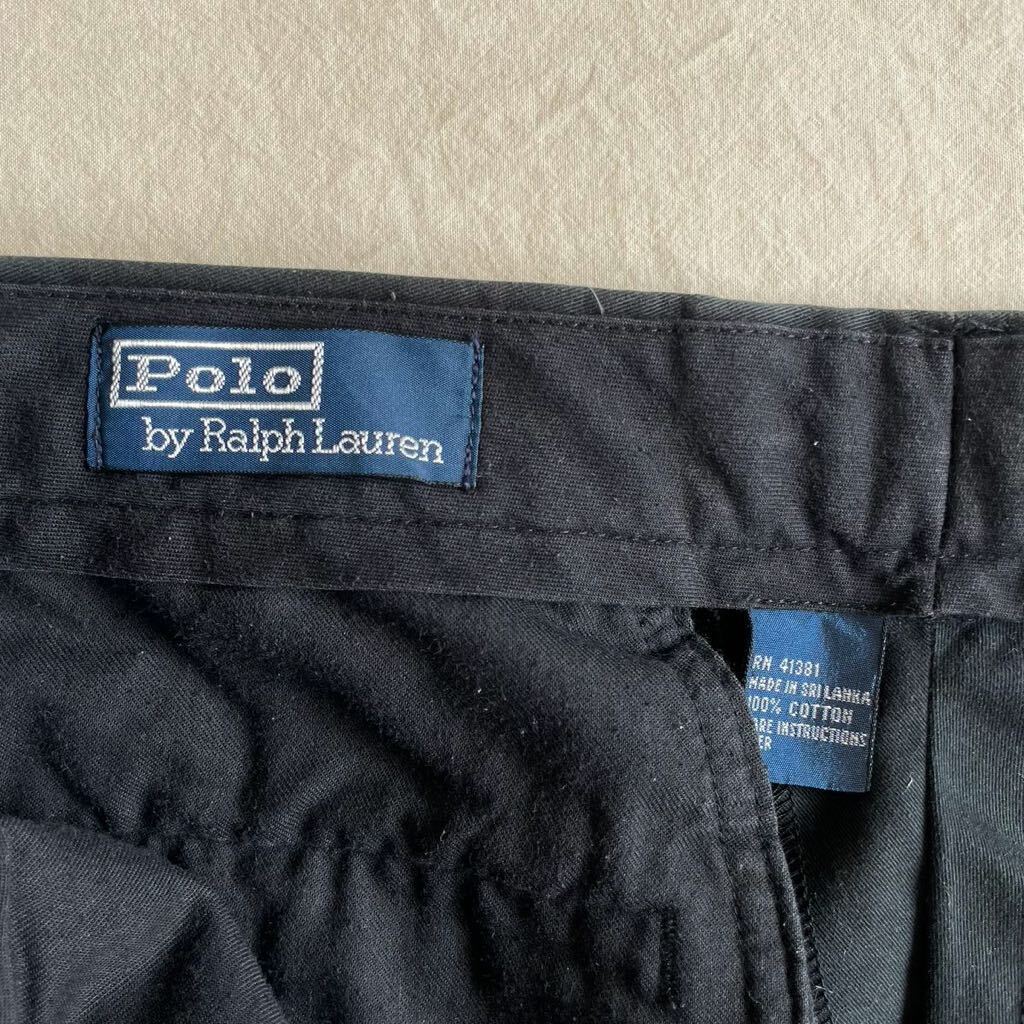 Polo
by Ralph Lauren
RN 41381
MADE IN SRI LANKA
100% COTTON
ARE INSTRUCTIONS
ER